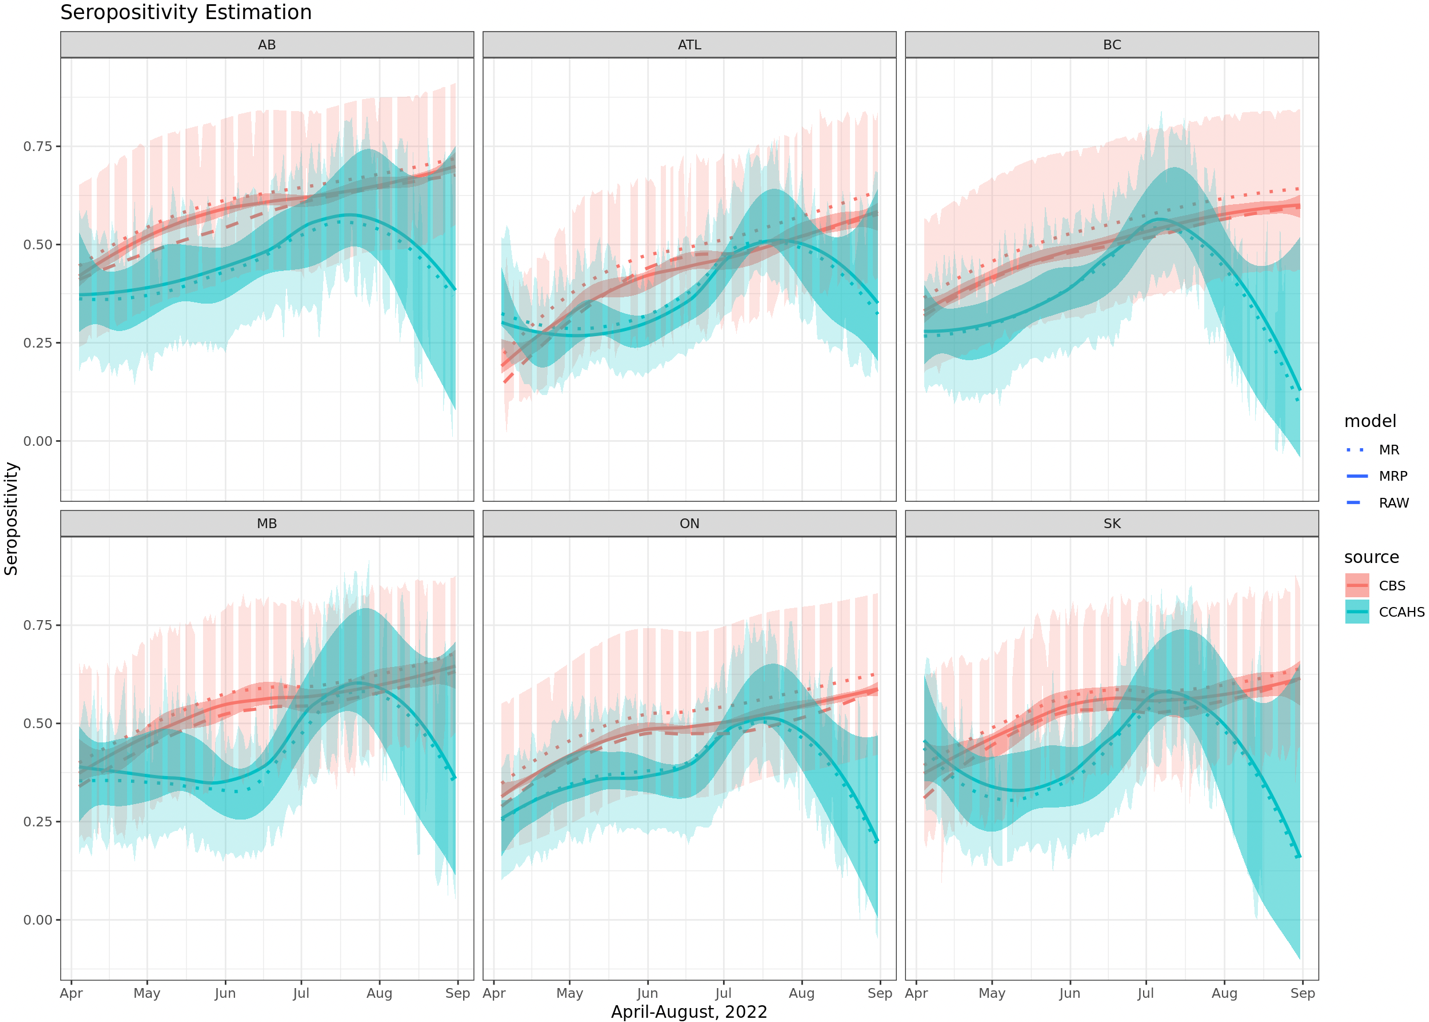 Seropositivity Estimation
AB
ATL
BC
0.75
0.50
0.25
0.00
MB
ON
SK
0.75
0.50
0.25
0.00
Seropositivity
Apr May Jun Jul Aug Sep
Apr May Jun Jul Aug Sep
Apr May Jun Jul Aug Sep
April-August, 2022
model
MR
MRP
RAW
source
CBS
CCAHS